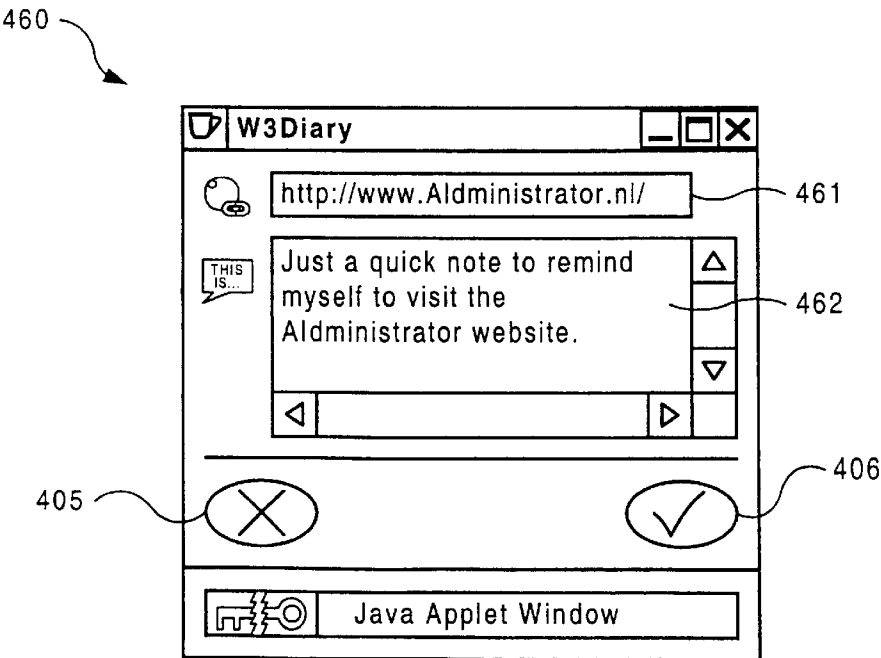 460
W3Diary
http://www.AIdministrator.nl/
461
THIS
IS...
Just a quick note to remind
myself to visit the
AIdministrator website.
462
405
406
Java Applet Window